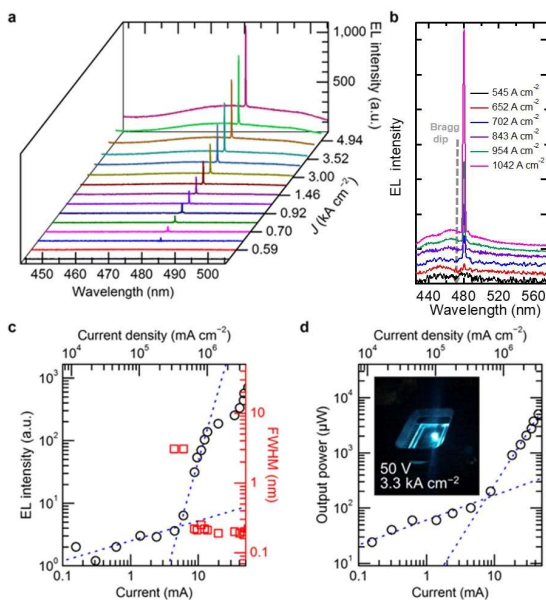 a
EL intensity (a.u.)
1,000
500
4.94
3.52
3.00
1.46
0.92
0.70
0.59
J (kA cm⁻²)
450 460 470 480 490 500
Wavelength (nm)
b
EL intensity
Bragg
dip
545 A cm⁻²
652 A cm⁻²
702 A cm⁻²
843 A cm⁻²
954 A cm⁻²
1042 A cm⁻²
440 480 520 560
Wavelength (nm)
c
Current density (mA cm⁻²)
10⁴ 10⁵ 10⁶
EL intensity (a.u.)
10³
10²
10¹
10⁰
FWHM (nm)
10
1
0.1
0.1 1 10
Current (mA)
d
Current density (mA cm⁻²)
10⁴ 10⁵ 10⁶
Output power (µW)
10⁴
10³
10²
10¹
50 V
3.3 kA cm⁻²
0.1 1 10
Current (mA)